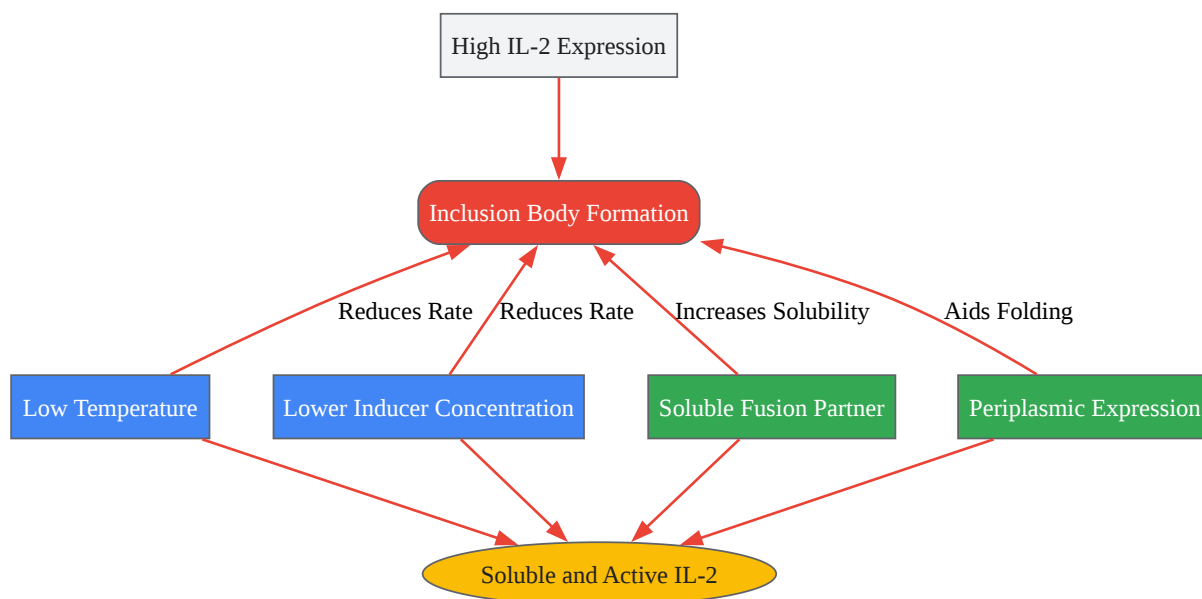 High IL-2 Expression
Inclusion Body Formation
Reduces Rate
Reduces Rate
Increases Solubility
Aids Folding
Low Temperature
Lower Inducer Concentration
Soluble Fusion Partner
Periplasmic Expression
Soluble and Active IL-2